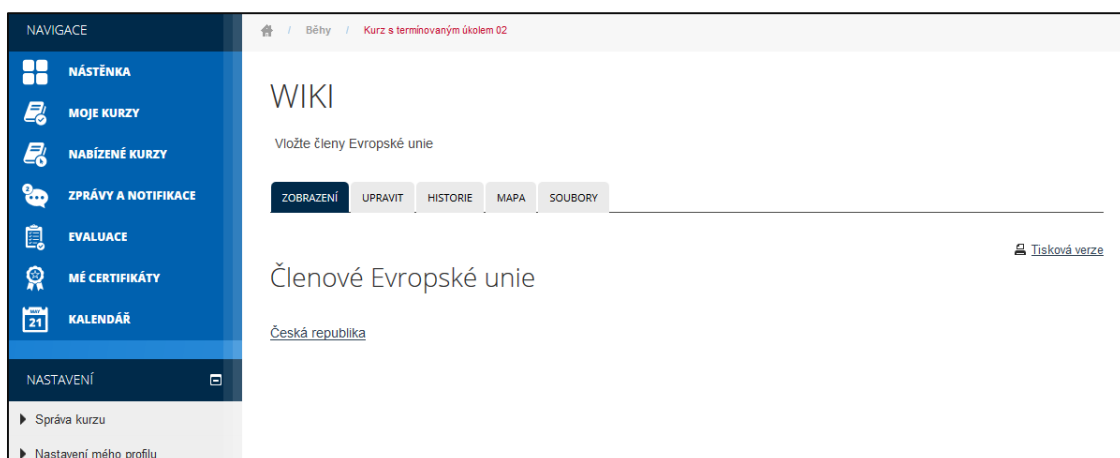 NAVIGACE
NÁSTĚNKA
MOJE KURZY
NABÍZENÉ KURZY
2
ZPRÁVY A NOTIFIKACE
EVALUACE
MÉ CERTIFIKÁTY
MAY
21
KALENDÁŘ
NASTAVENÍ
Správa kurzu
Nastavení mého profilu
/ Běhy / Kurz s termínovaným úkolem 02
WIKI
Vložte členy Evropské unie
ZOBRAZENÍ UPRAVIT HISTORIE MAPA SOUBORY
Tisková verze
Členové Evropské unie
Česká republika